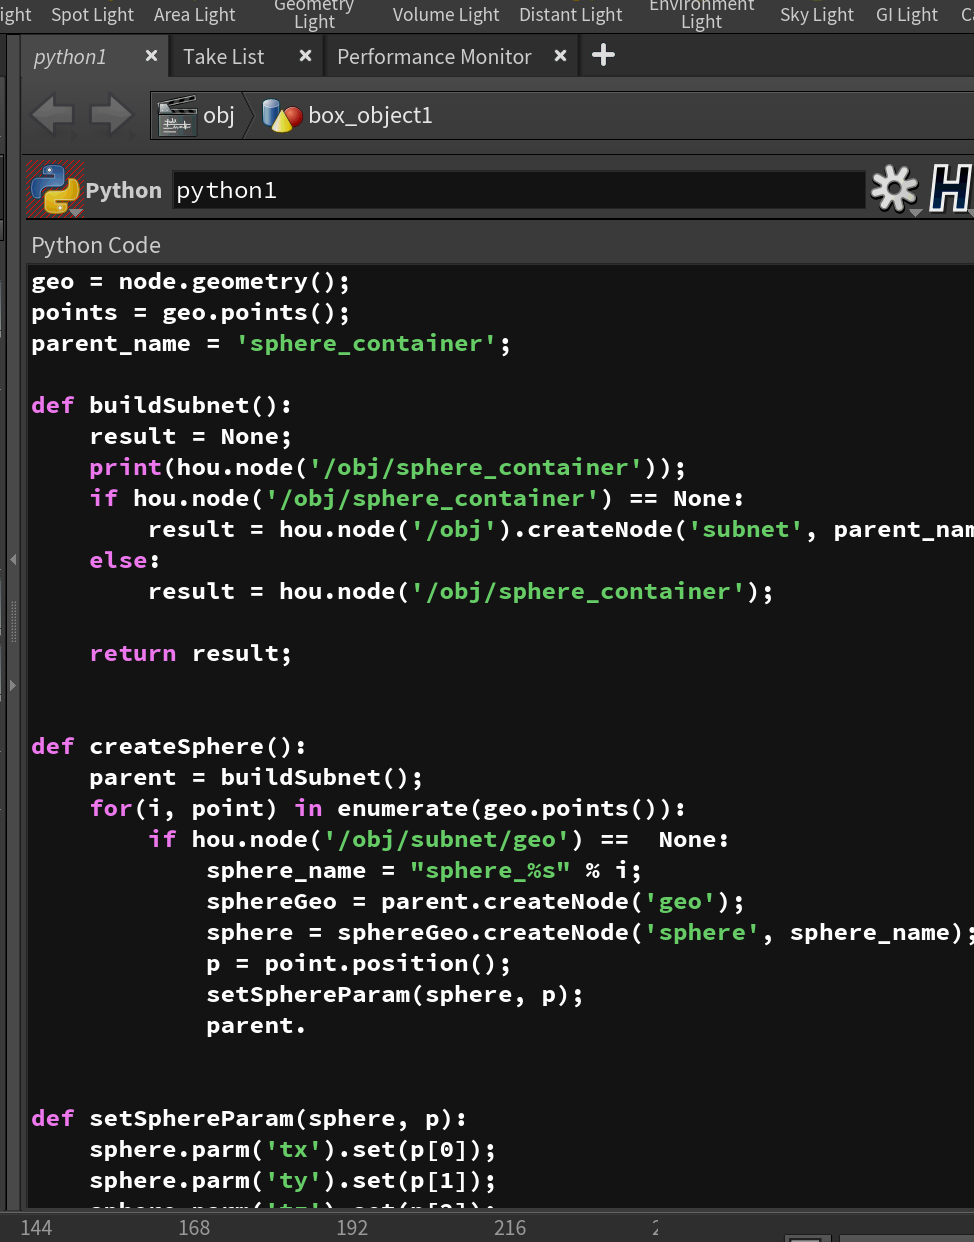 Spot Light
Area Light
Geometry
Light
Volume Light
Distant Light
Environment
Light
Sky Light
GI Light
python1
Take List
Performance Monitor
obj
box_object1
Python
python1
Python Code
geo = node.geometry();
points = geo.points();
parent_name = 'sphere_container';
def buildSubnet():
result = None;
print(hou.node('/obj/sphere_container'));
if hou.node('/obj/sphere_container') == None:
result = hou.node('/obj').createNode('subnet', parent_nam
else:
result = hou.node('/obj/sphere_container');
return result;
def createSphere():
parent = buildSubnet();
for(i, point) in enumerate(geo.points()):
if hou.node('/obj/subnet/geo') ==  None:
sphere_name = "sphere_%s" % i;
sphereGeo = parent.createNode('geo');
sphere = sphereGeo.createNode('sphere', sphere_name);
p = point.position();
setSphereParam(sphere, p);
parent.
def setSphereParam(sphere, p):
sphere.parm('tx').set(p[0]);
sphere.parm('ty').set(p[1]);
144
168
192
216